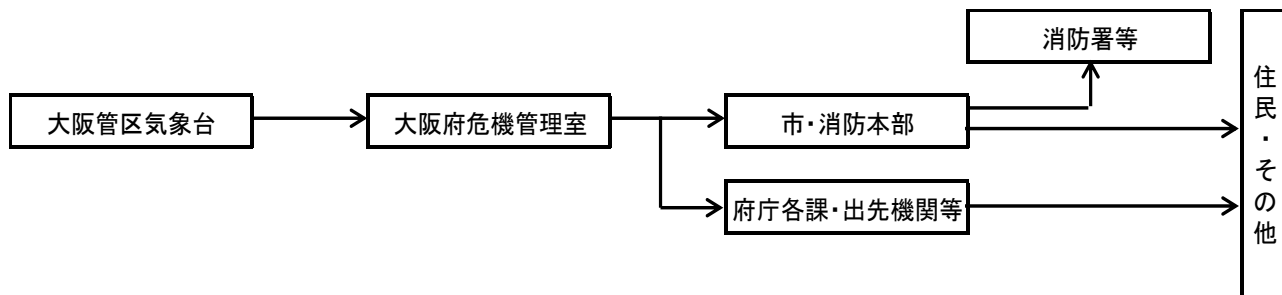 消防署等
大阪管区気象台
大阪府危機管理室
市・消防本部
府庁各課・出先機関等
住民・その他